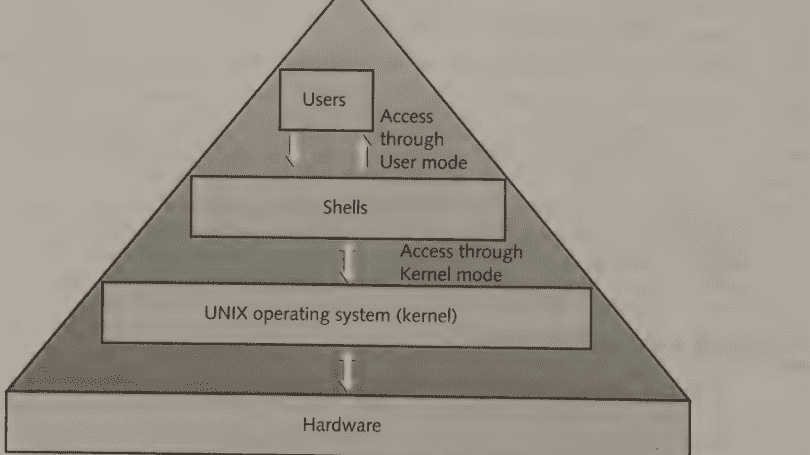 Users
Access
through
User mode
Shells
Access through
Kernel mode
UNIX operating system (kernel)
Hardware